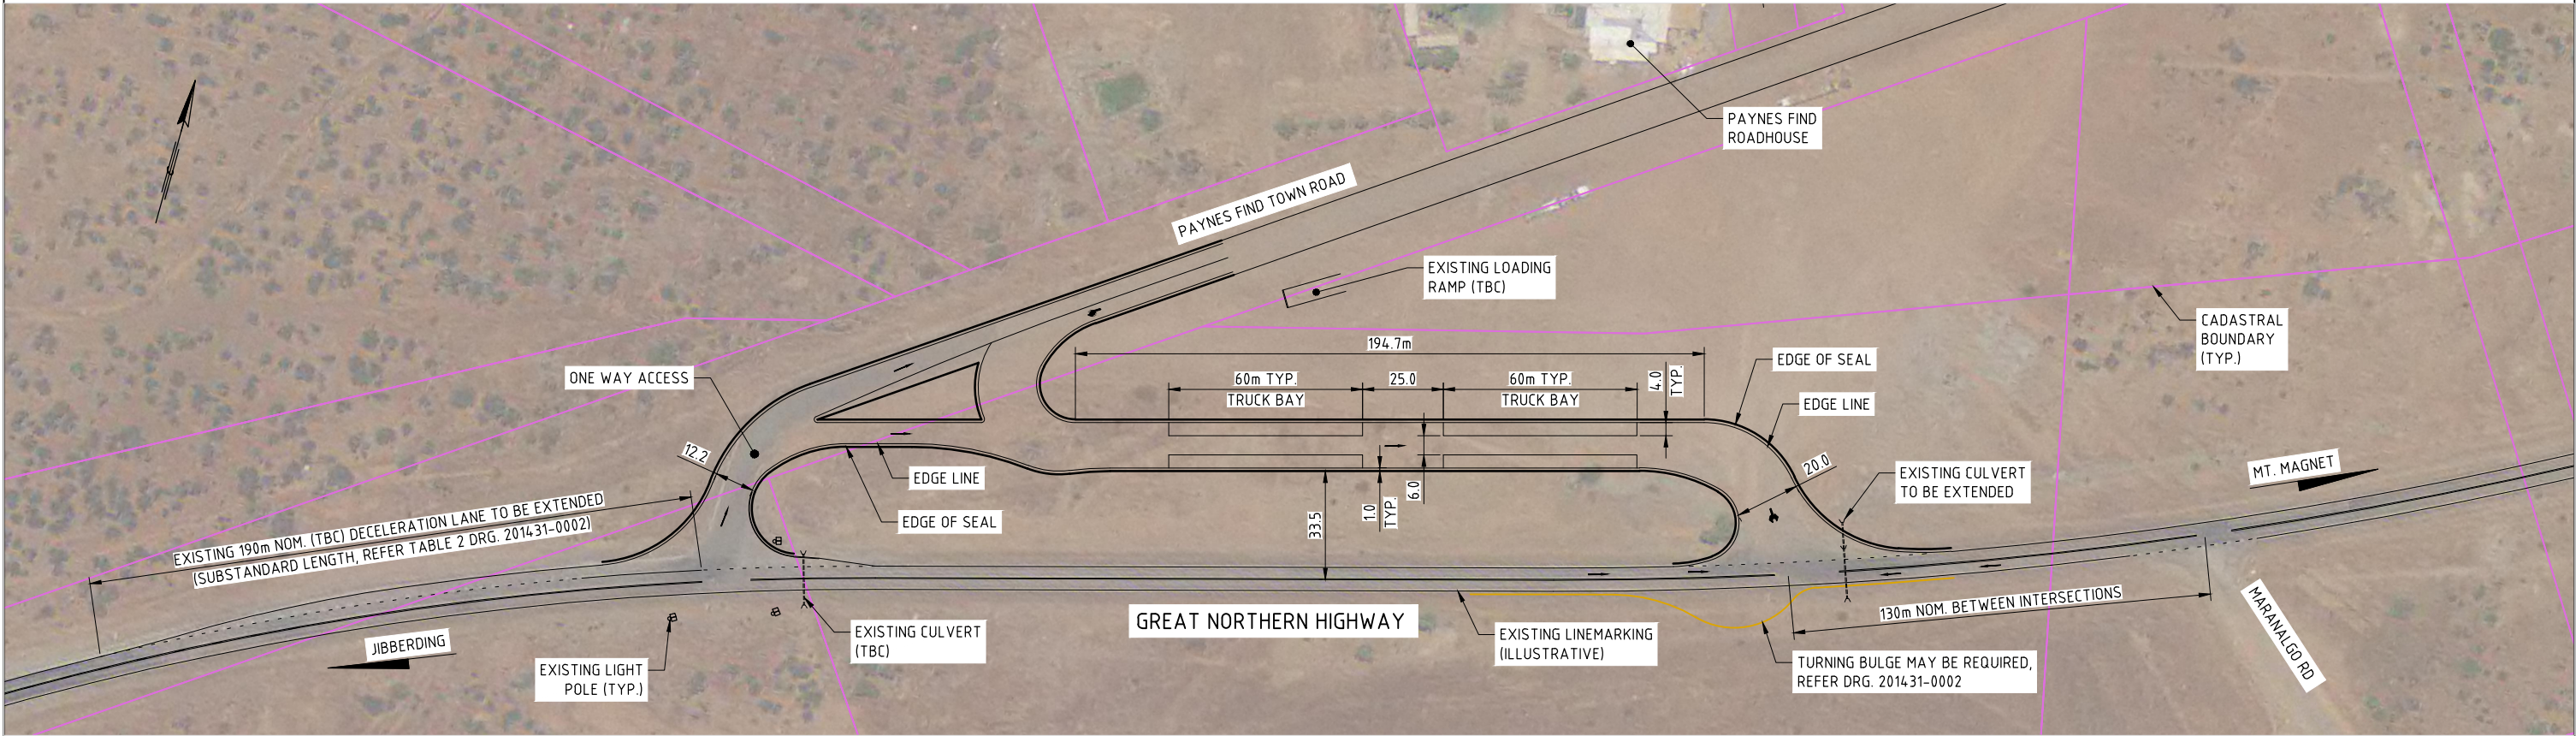 PAYNES FIND
ROADHOUSE
PAYNES FIND TOWN ROAD
EXISTING LOADING
RAMP (TBC)
CADASTRAL
BOUNDARY
(TYP.)
194.7m
EDGE OF SEAL
ONE WAY ACCESS
60m TYP.
TRUCK BAY
25.0
60m TYP.
TRUCK BAY
4.0
TYP.
EDGE LINE
12.2
EDGE LINE
EDGE OF SEAL
33.5
1.0
TYP.
6.0
20.0
EXISTING CULVERT
TO BE EXTENDED
MT. MAGNET
EXISTING 190m NOM. (TBC) DECELERATION LANE TO BE EXTENDED
(SUBSTANDARD LENGTH, REFER TABLE 2 DRG. 201431-0002)
JIBBERDING
EXISTING LIGHT
POLE (TYP.)
EXISTING CULVERT
(TBC)
GREAT NORTHERN HIGHWAY
EXISTING LINEMARKING
(ILLUSTRATIVE)
130m NOM. BETWEEN INTERSECTIONS
TURNING BULGE MAY BE REQUIRED,
REFER DRG. 201431-0002
MARANALGO RD